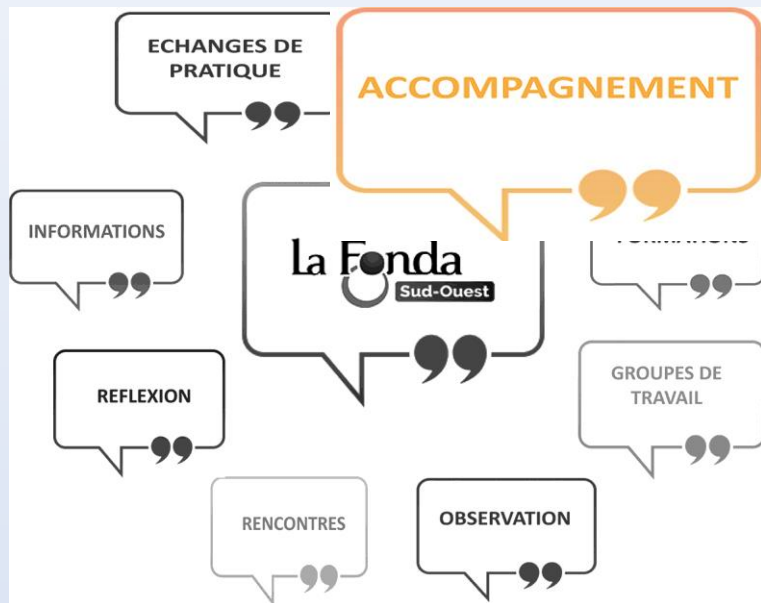 ECHANGES DE
PRATIQUE
ACCOMPAGNEMENT
INFORMATIONS
la Fonda
Sud-Ouest
REFLEXION
GROUPES DE
TRAVAIL
RENCONTRES
OBSERVATION